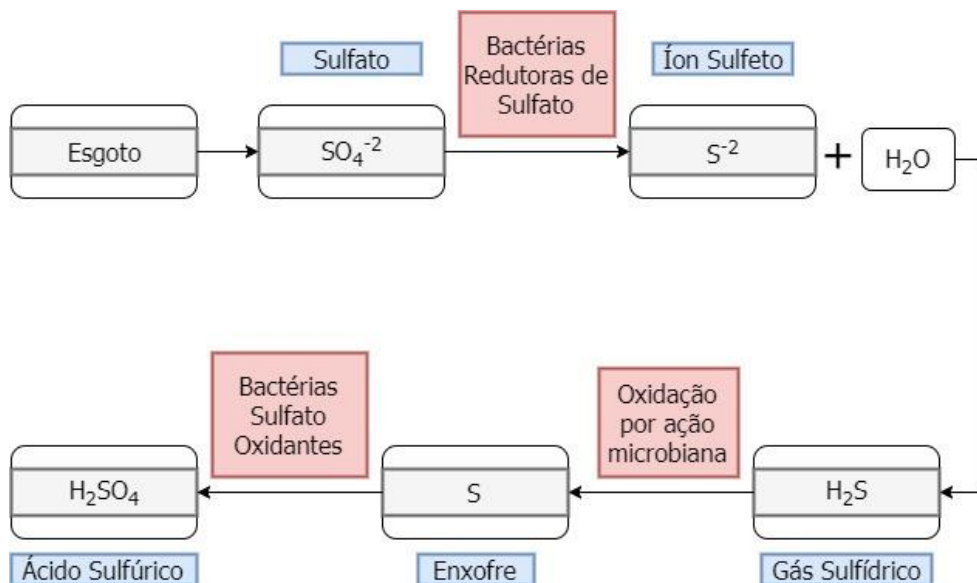 Sulfato
Bactérias
Redutoras de
Sulfato
Íon Sulfeto
Esgoto
SO₄⁻²
S⁻²
+
H₂O
Bactérias
Sulfato
Oxidantes
Oxidação
por ação
microbiana
H₂SO₄
S
H₂S
Ácido Sulfúrico
Enxofre
Gás Sulfídrico